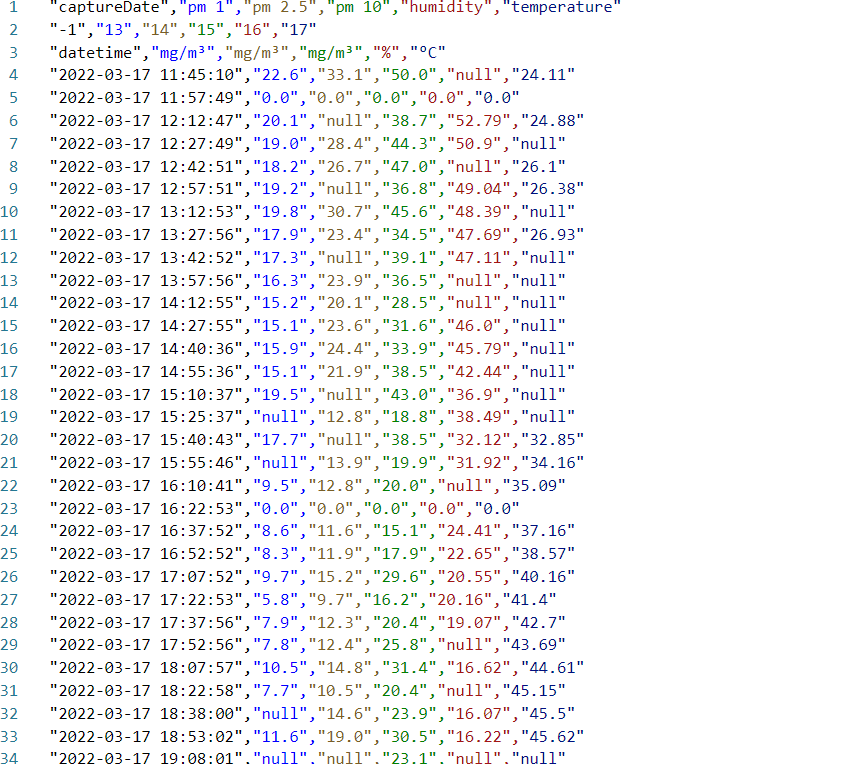 1 "captureDate","pm 1","pm 2.5","pm 10","humidity","temperature"
2 "-1","13","14","15","16","17"
3 "datetime","mg/m³","mg/m³","mg/m³","%","ºC"
4 "2022-03-17 11:45:10","22.6","33.1","50.0","null","24.11"
5 "2022-03-17 11:57:49","0.0","0.0","0.0","0.0","0.0"
6 "2022-03-17 12:12:47","20.1","null","38.7","52.79","24.88"
7 "2022-03-17 12:27:49","19.0","28.4","44.3","50.9","null"
8 "2022-03-17 12:42:51","18.2","26.7","47.0","null","26.1"
9 "2022-03-17 12:57:51","19.2","null","36.8","49.04","26.38"
10 "2022-03-17 13:12:53","19.8","30.7","45.6","48.39","null"
11 "2022-03-17 13:27:56","17.9","23.4","34.5","47.69","26.93"
12 "2022-03-17 13:42:52","17.3","null","39.1","47.11","null"
13 "2022-03-17 13:57:56","16.3","23.9","36.5","null","null"
14 "2022-03-17 14:12:55","15.2","20.1","28.5","null","null"
15 "2022-03-17 14:27:55","15.1","23.6","31.6","46.0","null"
16 "2022-03-17 14:40:36","15.9","24.4","33.9","45.79","null"
17 "2022-03-17 14:55:36","15.1","21.9","38.5","42.44","null"
18 "2022-03-17 15:10:37","19.5","null","43.0","36.9","null"
19 "2022-03-17 15:25:37","null","12.8","18.8","38.49","null"
20 "2022-03-17 15:40:43","17.7","null","38.5","32.12","32.85"
21 "2022-03-17 15:55:46","null","13.9","19.9","31.92","34.16"
22 "2022-03-17 16:10:41","9.5","12.8","20.0","null","35.09"
23 "2022-03-17 16:22:53","0.0","0.0","0.0","0.0","0.0"
24 "2022-03-17 16:37:52","8.6","11.6","15.1","24.41","37.16"
25 "2022-03-17 16:52:52","8.3","11.9","17.9","22.65","38.57"
26 "2022-03-17 17:07:52","9.7","15.2","29.6","20.55","40.16"
27 "2022-03-17 17:22:53","5.8","9.7","16.2","20.16","41.4"
28 "2022-03-17 17:37:56","7.9","12.3","20.4","19.07","42.7"
29 "2022-03-17 17:52:56","7.8","12.4","25.8","null","43.69"
30 "2022-03-17 18:07:57","10.5","14.8","31.4","16.62","44.61"
31 "2022-03-17 18:22:58","7.7","10.5","20.4","null","45.15"
32 "2022-03-17 18:38:00","null","14.6","23.9","16.07","45.5"
33 "2022-03-17 18:53:02","11.6","19.0","30.5","16.22","45.62"
34 "2022-03-17 19:08:01","null","null","23.1","null","null"